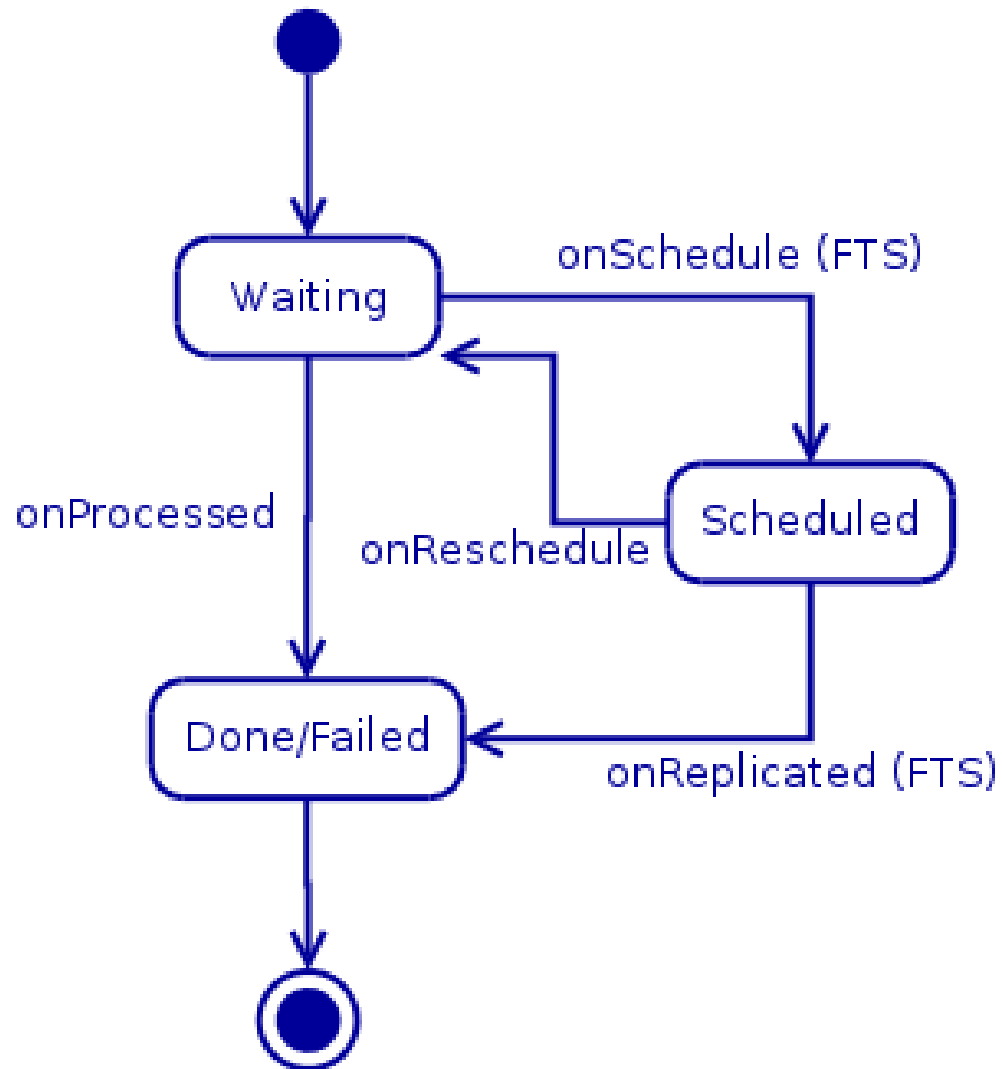 onSchedule (FTS)
Waiting
onProcessed
Scheduled
onReschedule
Done/Failed
onReplicated (FTS)